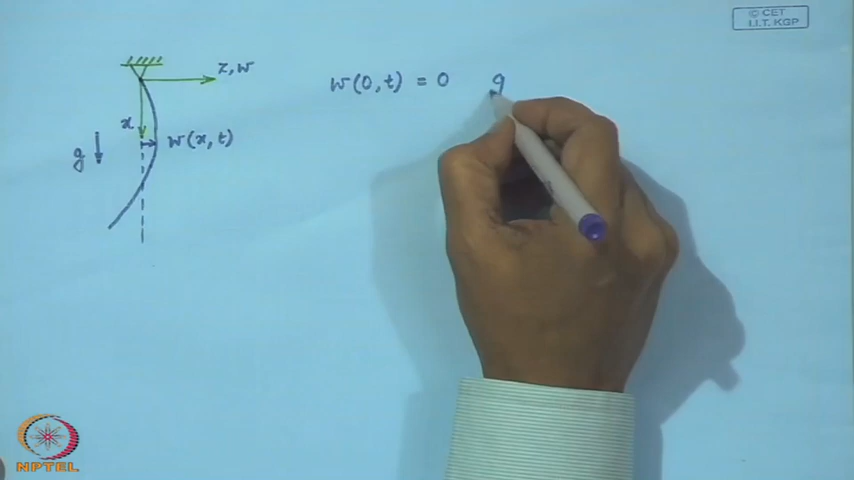 © CET
I.I.T. KGP
z, w
w(0, t) = 0 g
x
w(x, t)
g
NPTEL